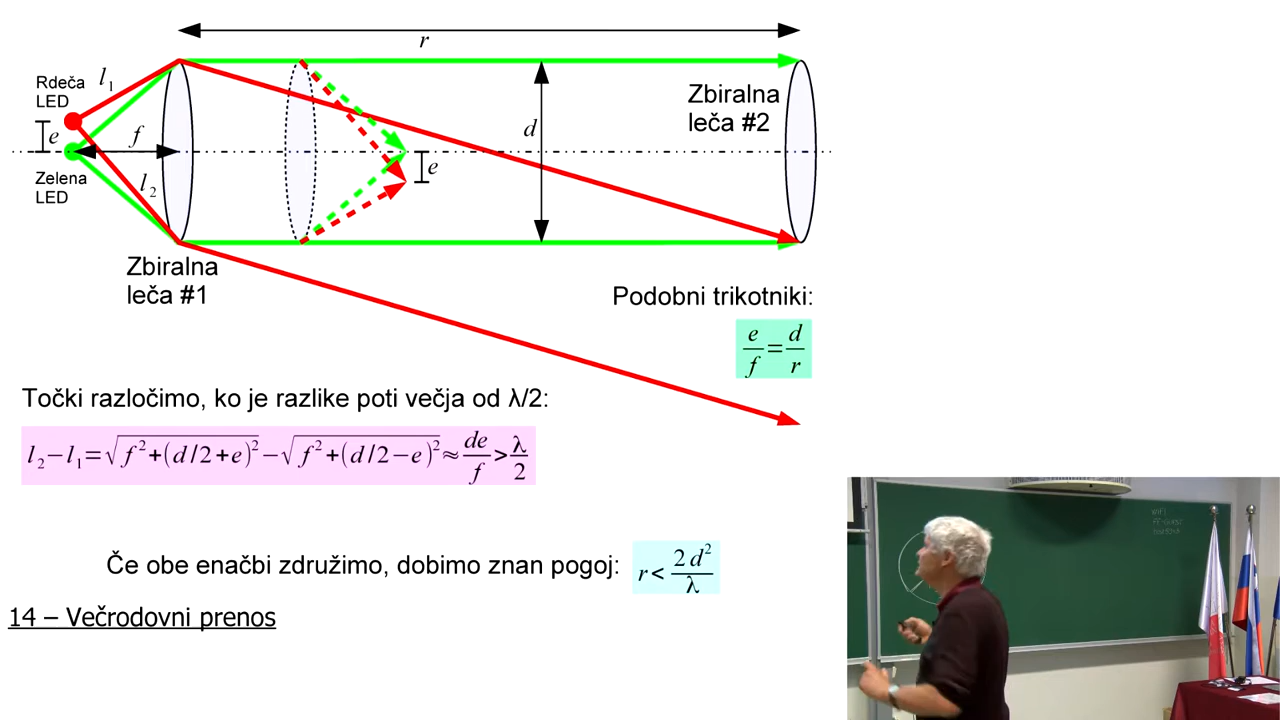 r
Rdeča
LED
l₁
e
f
Zelena
LED
l₂
d
e
Zbiralna
leča #2
Zbiralna
leča #1
Podobni trikotniki:
e/f = d/r
Točki razločimo, ko je razlike poti večja od λ/2:
l₂−l₁=√(f²+(d/2+e)²)−√(f²+(d/2−e)²)≈de/f>λ/2
Če obe enačbi združimo, dobimo znan pogoj: r<2d²/λ
14 – Večrodovni prenos
WiFi